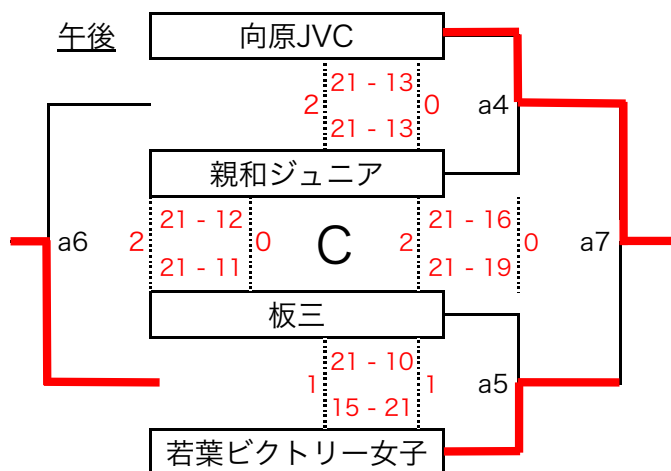 午後
向原JVC
21 - 13
2 0 a4
21 - 13
親和ジュニア
21 - 12 21 - 16
a6 2 0 C 2 0 a7
21 - 11 21 - 19
板三
21 - 10
1 1 a5
15 - 21
若葉ビクトリー女子